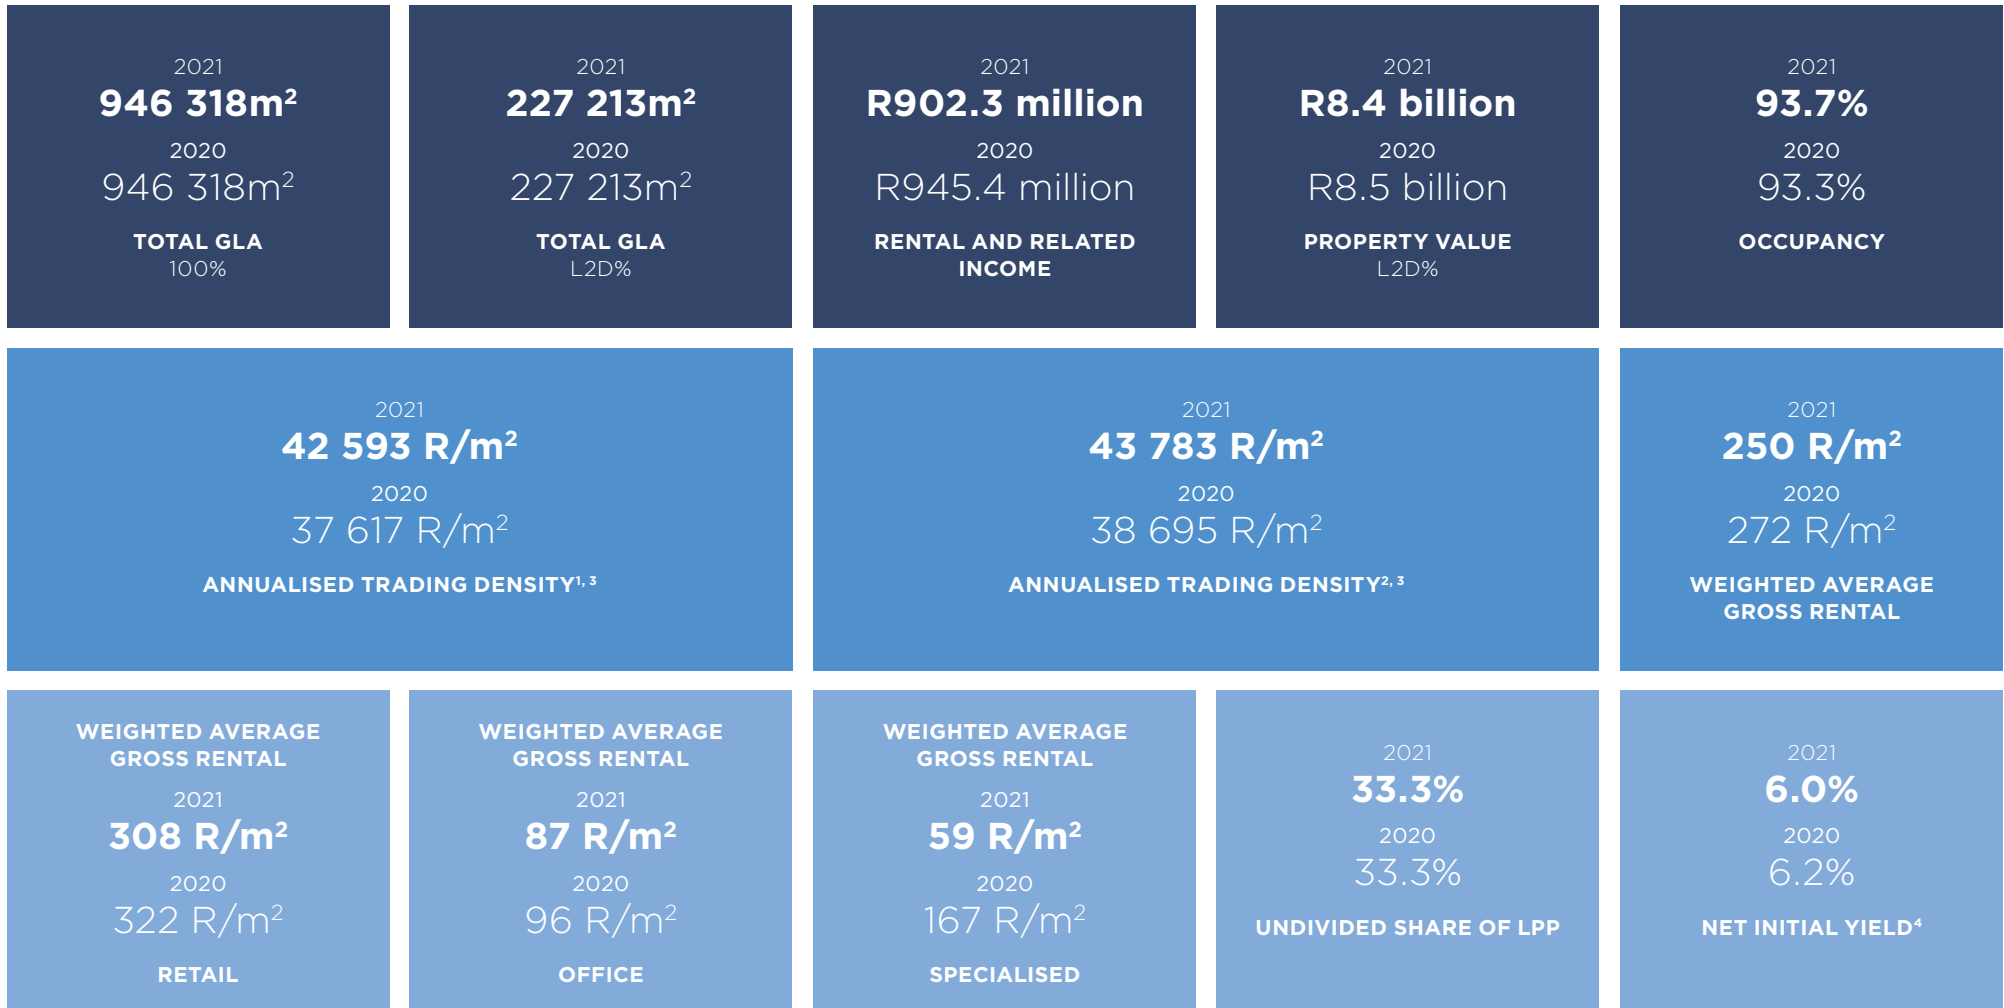 2021
946 318m²
2020
946 318m²
TOTAL GLA
100%
2021
227 213m²
2020
227 213m²
TOTAL GLA
L2D%
2021
R902.3 million
2020
R945.4 million
RENTAL AND RELATED
INCOME
2021
R8.4 billion
2020
R8.5 billion
PROPERTY VALUE
L2D%
2021
93.7%
2020
93.3%
OCCUPANCY
2021
42 593 R/m²
2020
37 617 R/m²
ANNUALISED TRADING DENSITY¹, ³
2021
43 783 R/m²
2020
38 695 R/m²
ANNUALISED TRADING DENSITY², ³
2021
250 R/m²
2020
272 R/m²
WEIGHTED AVERAGE
GROSS RENTAL
WEIGHTED AVERAGE
GROSS RENTAL
2021
308 R/m²
2020
322 R/m²
RETAIL
WEIGHTED AVERAGE
GROSS RENTAL
2021
87 R/m²
2020
96 R/m²
OFFICE
WEIGHTED AVERAGE
GROSS RENTAL
2021
59 R/m²
2020
167 R/m²
SPECIALISED
2021
33.3%
2020
33.3%
UNDIVIDED SHARE OF LPP
2021
6.0%
2020
6.2%
NET INITIAL YIELD⁴